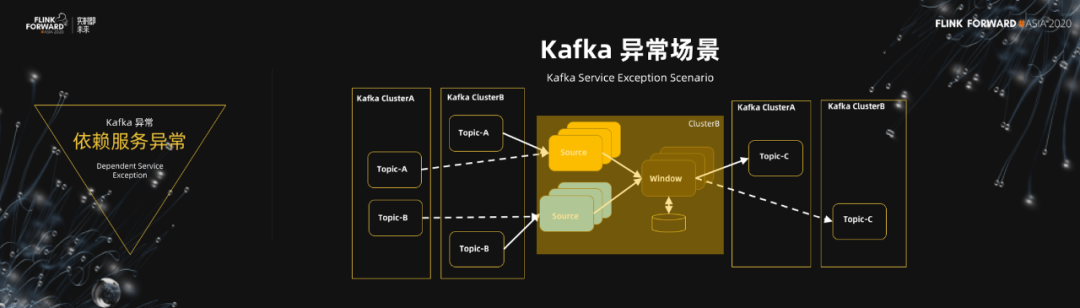 FLINK
FORWARD
#ASIA 2020
实时即
未来
FLINK FORWARD #ASIA 2020
Kafka 异常场景
Kafka Service Exception Scenario
Kafka 异常
依赖服务异常
Dependent Service
Exception
Kafka ClusterA
Topic-A
Topic-B
Kafka ClusterB
Topic-A
Topic-B
ClusterB
Source
Source
Window
Kafka ClusterA
Topic-C
Kafka ClusterB
Topic-C